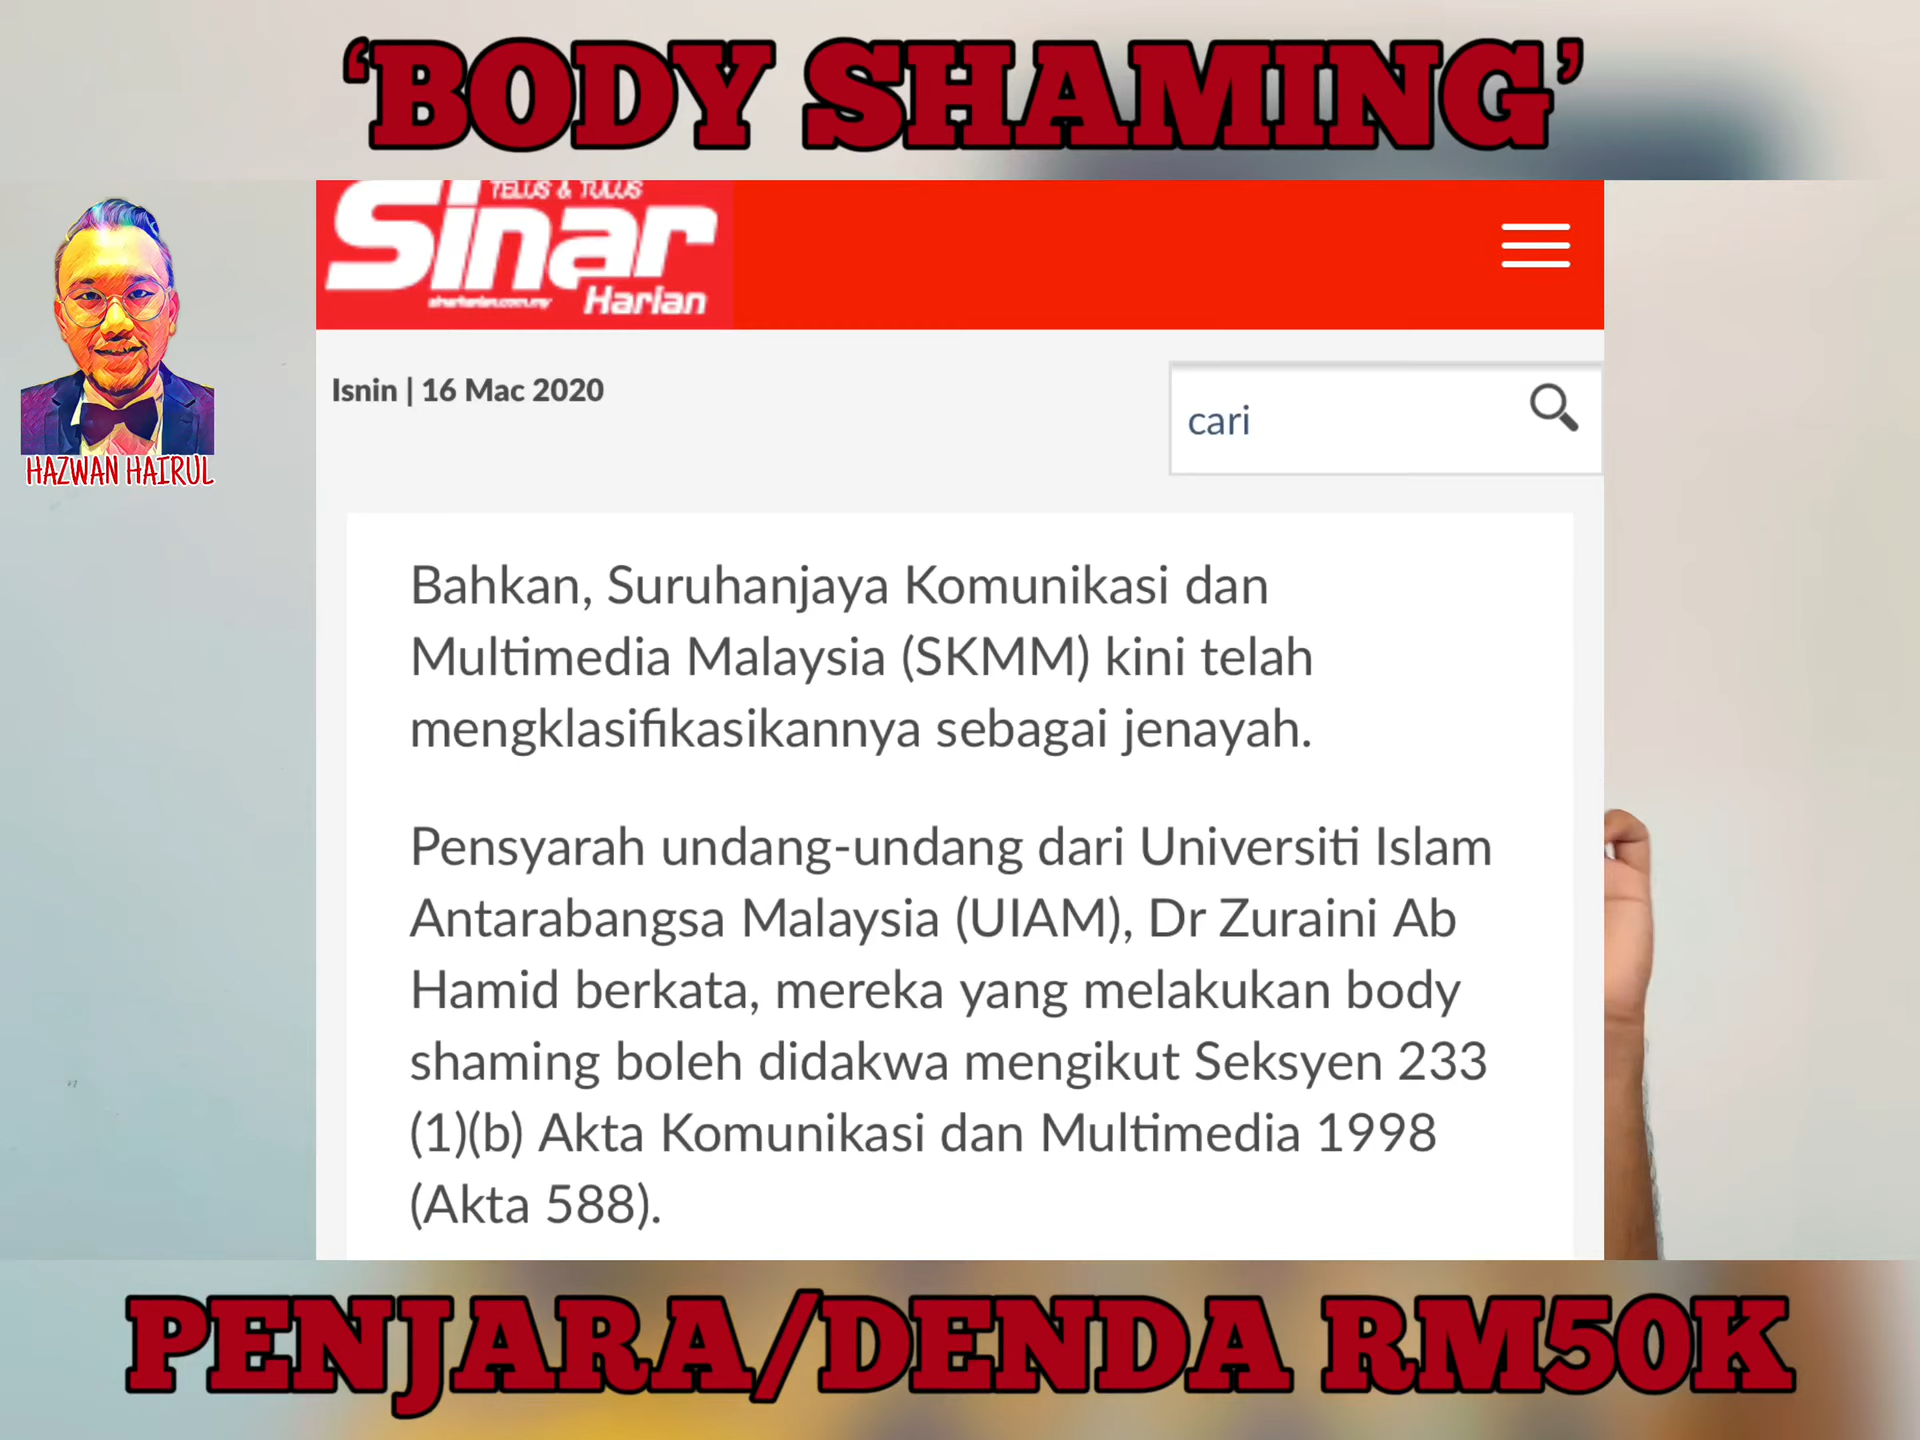 ‘BODY SHAMING’
TELUS & TULUS
Sinar
Harian
sinarharian.com.my
HAZWAN HAIRUL
Isnin | 16 Mac 2020
cari
Bahkan, Suruhanjaya Komunikasi dan
Multimedia Malaysia (SKMM) kini telah
mengklasifikasikannya sebagai jenayah.
Pensyarah undang-undang dari Universiti Islam
Antarabangsa Malaysia (UIAM), Dr Zuraini Ab
Hamid berkata, mereka yang melakukan body
shaming boleh didakwa mengikut Seksyen 233
(1)(b) Akta Komunikasi dan Multimedia 1998
(Akta 588).
PENJARA/DENDA RM50K